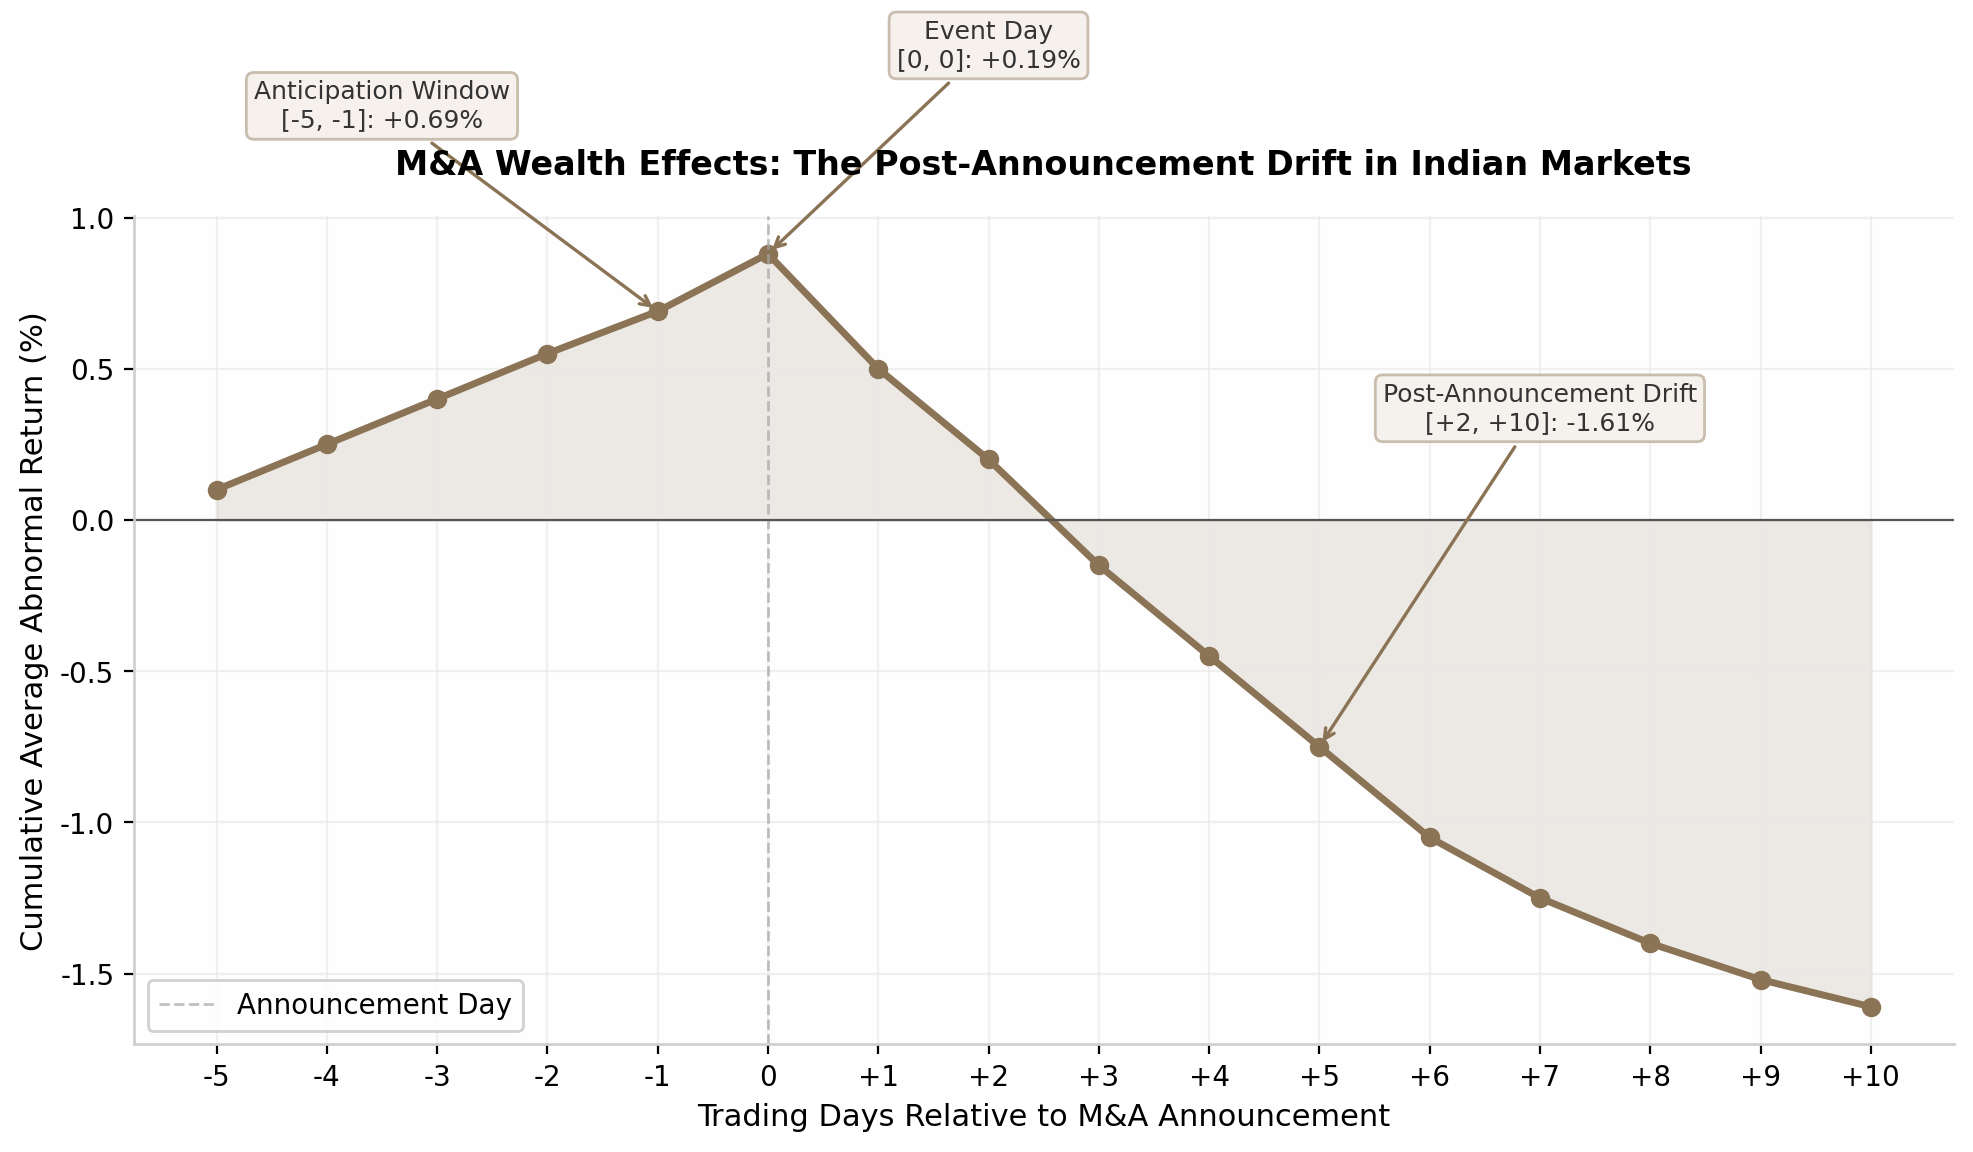 Event Day
[0, 0]: +0.19%
Anticipation Window
[-5, -1]: +0.69%
M&A Wealth Effects: The Post-Announcement Drift in Indian Markets
Cumulative Average Abnormal Return (%)
1.0
0.5
0.0
-0.5
-1.0
-1.5
Post-Announcement Drift
[+2, +10]: -1.61%
Announcement Day
-5 -4 -3 -2 -1 0 +1 +2 +3 +4 +5 +6 +7 +8 +9 +10
Trading Days Relative to M&A Announcement